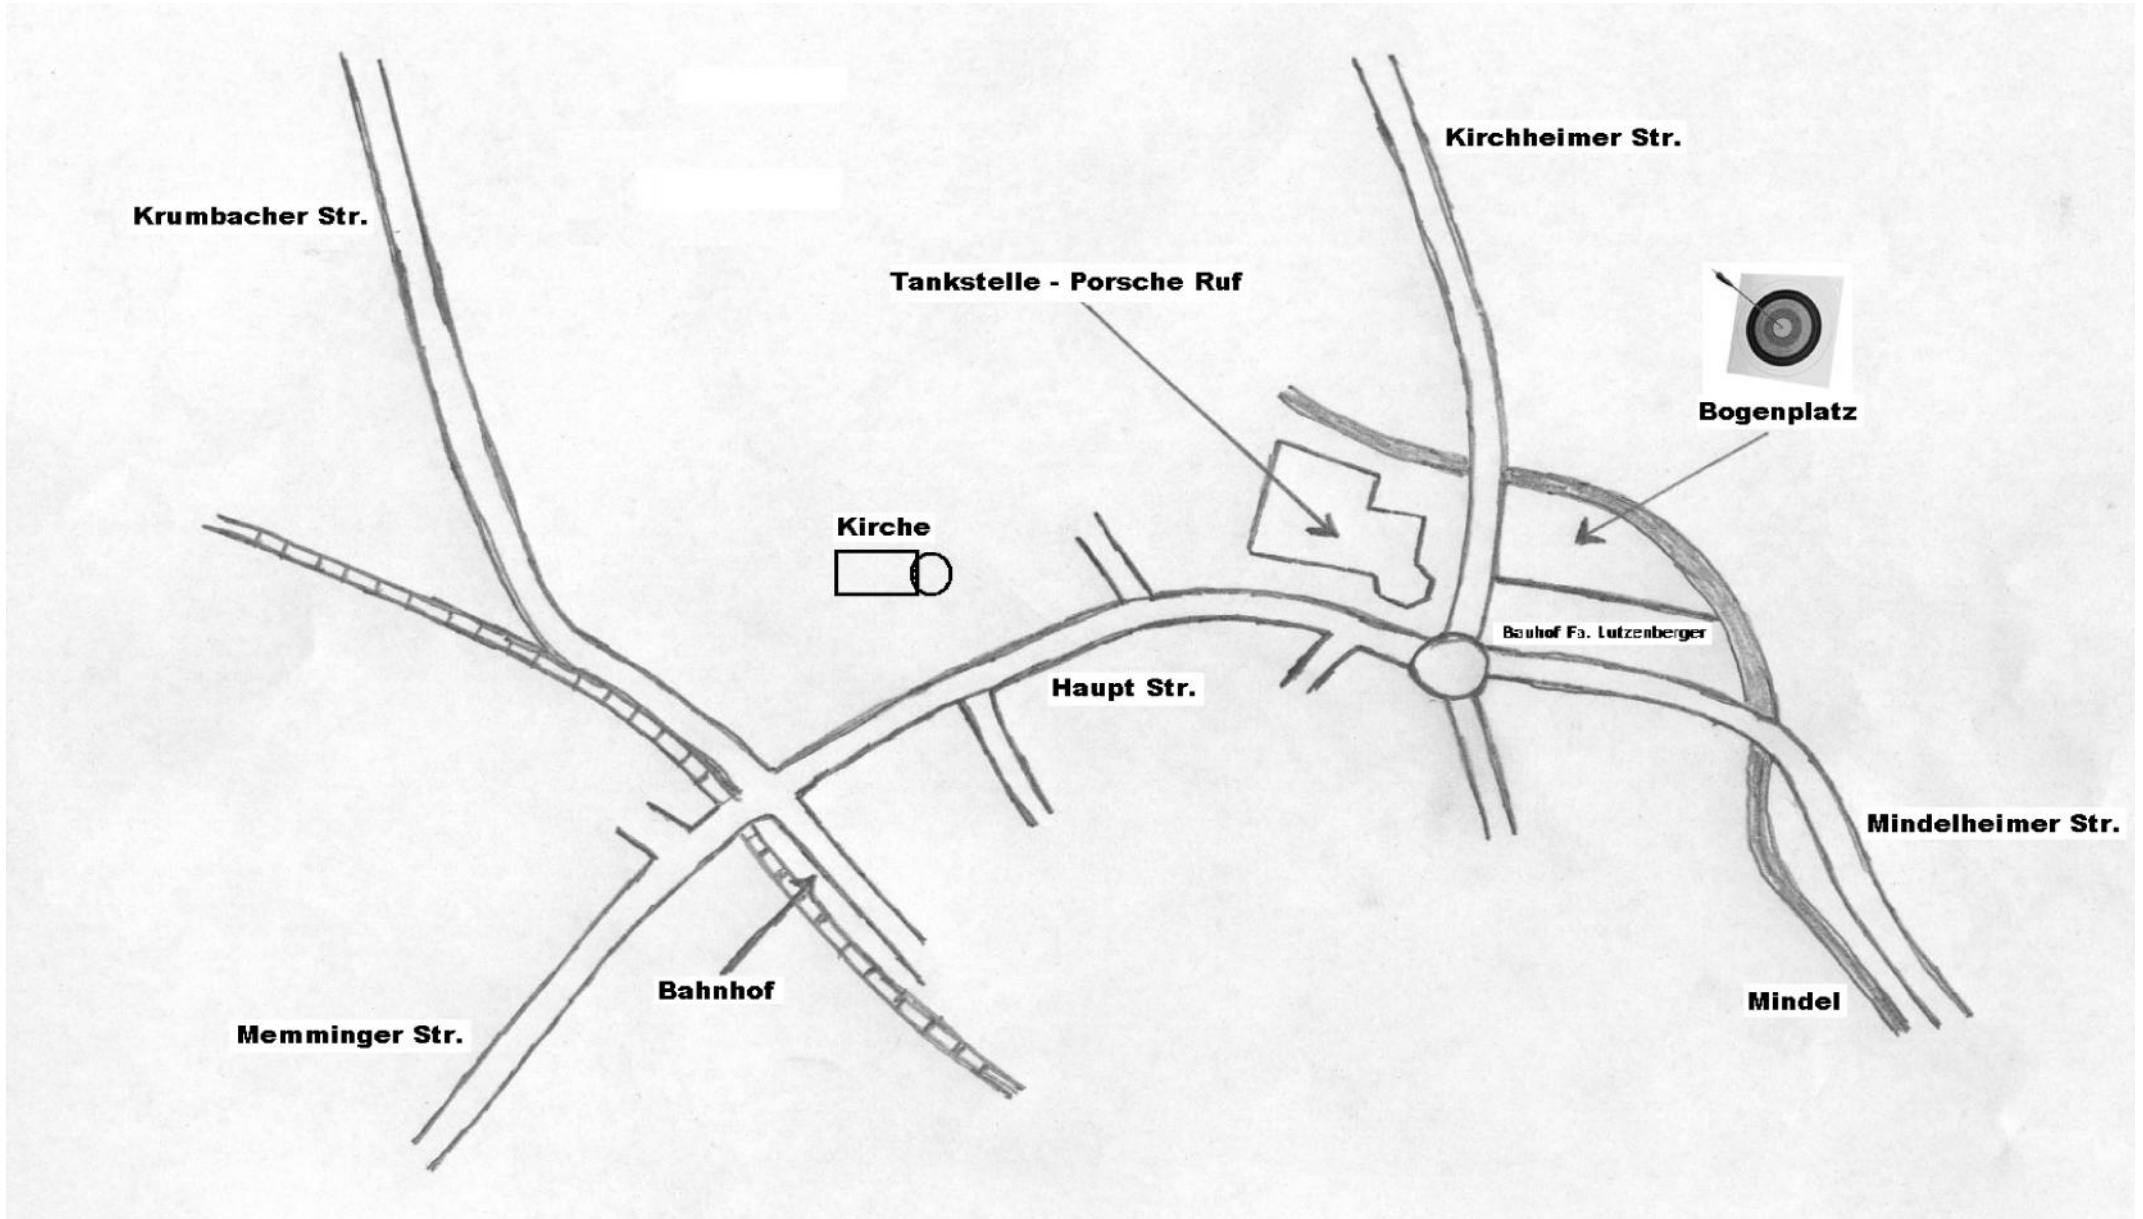 Kirchheimer Str.
Krumbacher Str.
Tankstelle - Porsche Ruf
Bogenplatz
Kirche
Bauhof Fa. Lutzenberger
Haupt Str.
Mindelheimer Str.
Bahnhof
Mindel
Memminger Str.